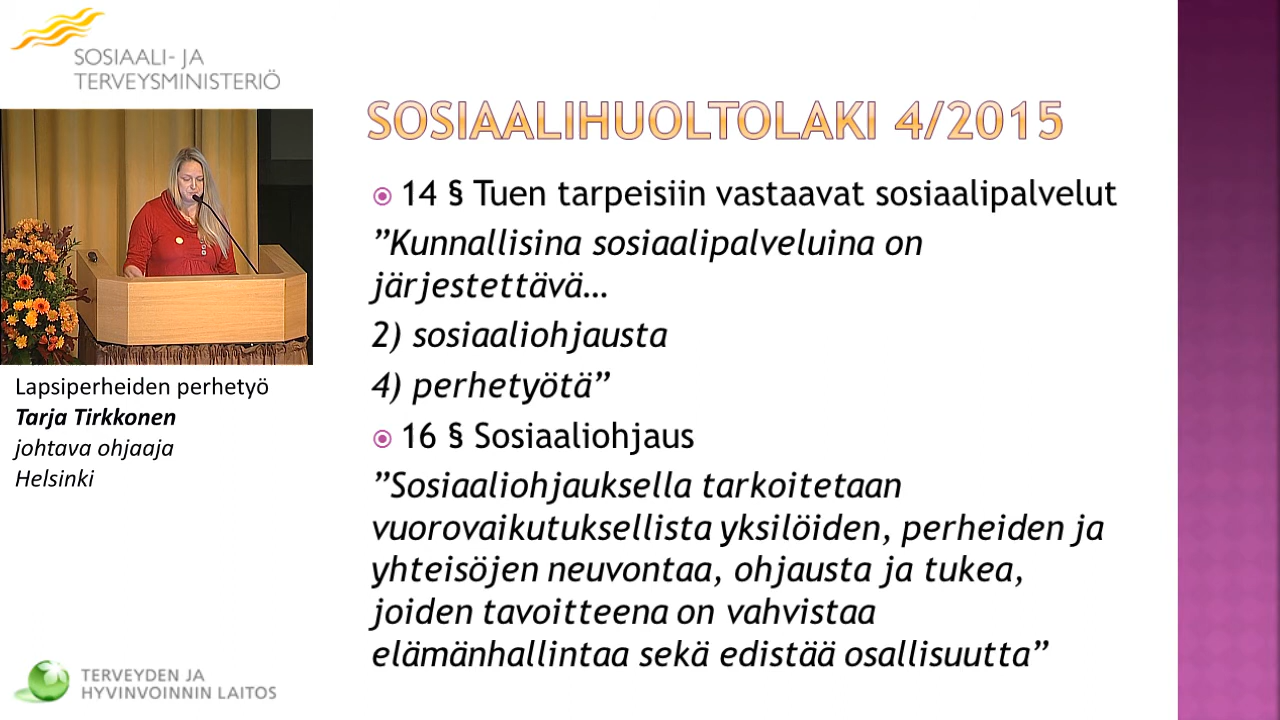 SOSIAALI- JA
TERVEYSMINISTERIÖ
Lapsiperheiden perhetyö
Tarja Tirkkonen
johtava ohjaaja
Helsinki
TERVEYDEN JA
HYVINVOINNIN LAITOS
SOSIAALIHUOLTOLAKI 4/2015
14 § Tuen tarpeisiin vastaavat sosiaalipalvelut
”Kunnallisina sosiaalipalveluina on
järjestettävä…
2) sosiaaliohjausta
4) perhetyötä”
16 § Sosiaaliohjaus
”Sosiaaliohjauksella tarkoitetaan
vuorovaikutuksellista yksilöiden, perheiden ja
yhteisöjen neuvontaa, ohjausta ja tukea,
joiden tavoitteena on vahvistaa
elämänhallintaa sekä edistää osallisuutta”